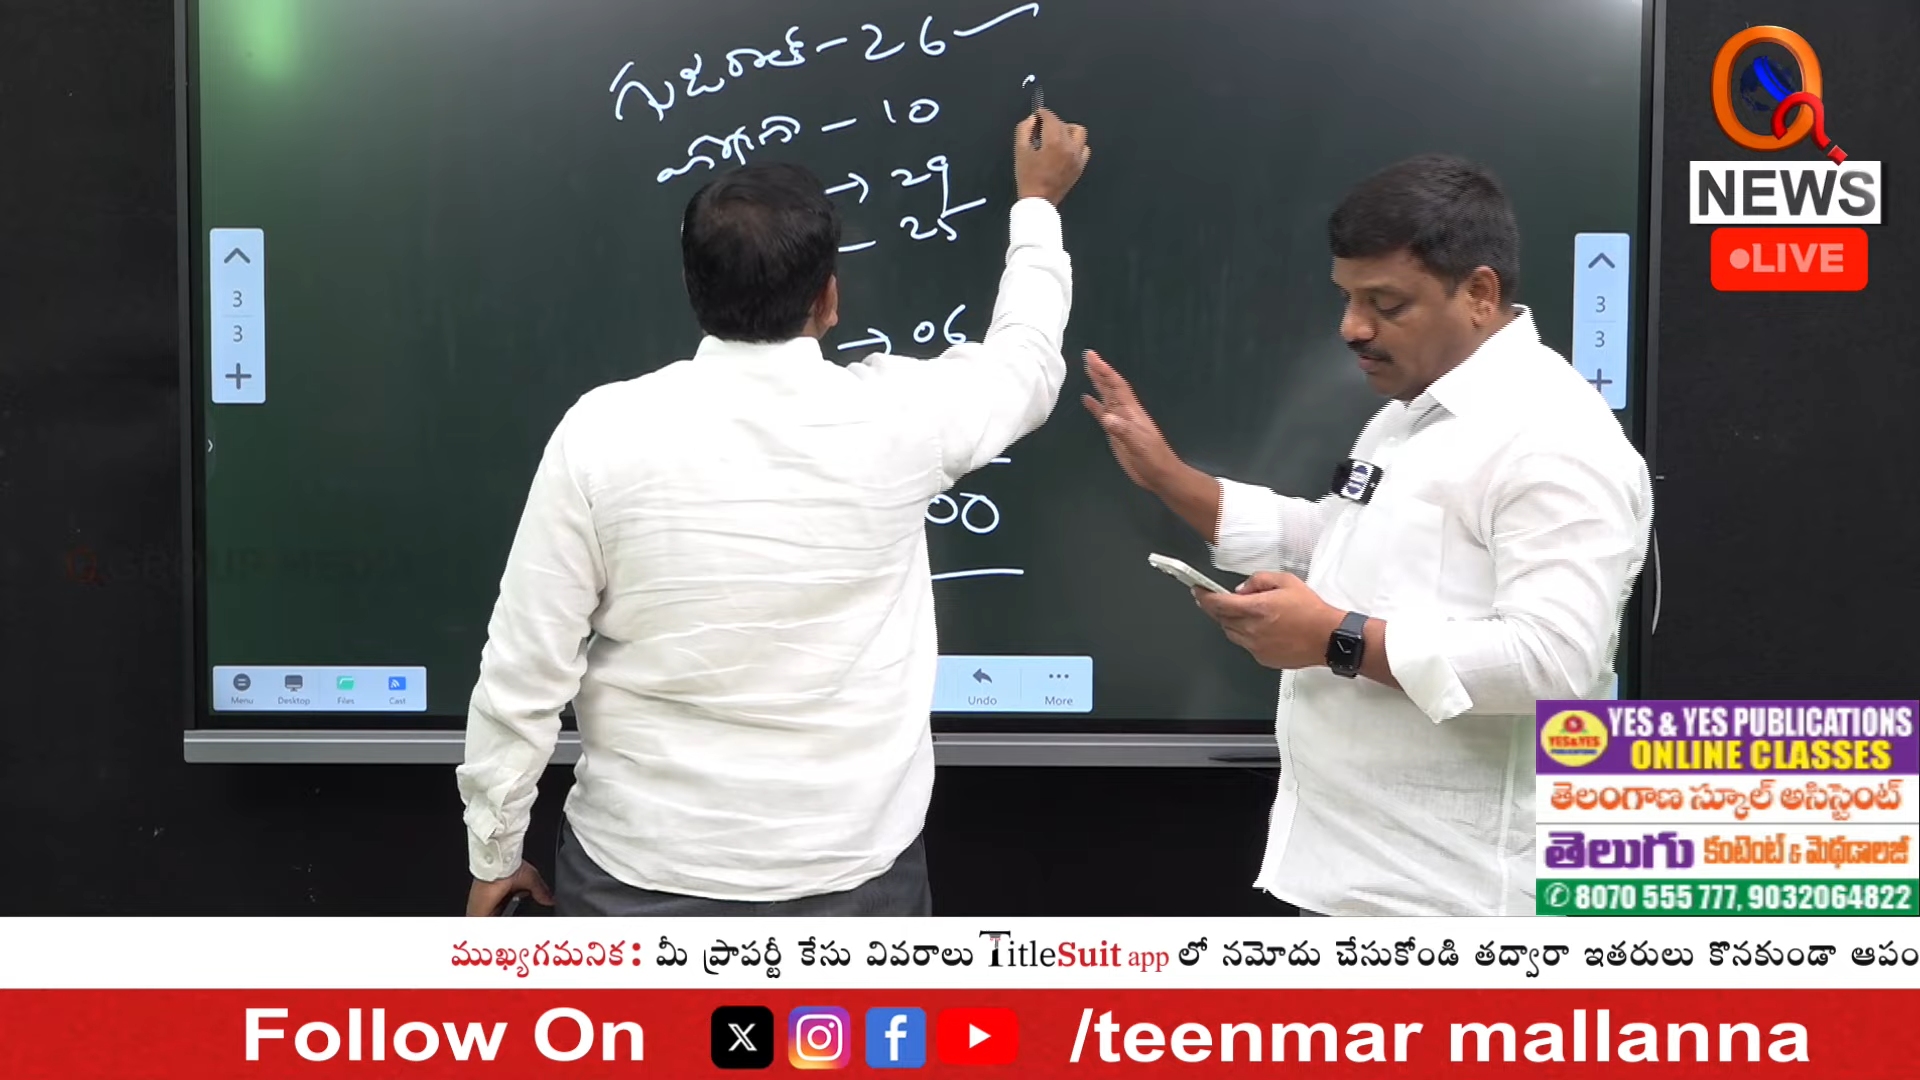 గుజరాత్ - 26
హర్యానా - 10
→ 29
- 25
→ 06
00
3
3
3
3
Menu
Desktop
Files
Cast
Undo
More
Q
NEWS
LIVE
YES & YES PUBLICATIONS
ONLINE CLASSES
తెలంగాణ స్కూల్ అసిస్టెంట్
తెలుగు కంటెంట్ & మెథడాలజీ
8070 555 777, 9032064822
ముఖ్యగమనిక: మీ ప్రాపర్టీ కేసు వివరాలు TitleSuit app లో నమోదు చేసుకోండి తద్వారా ఇతరులు కొనకుండా ఆపం
Follow On /teenmar mallanna